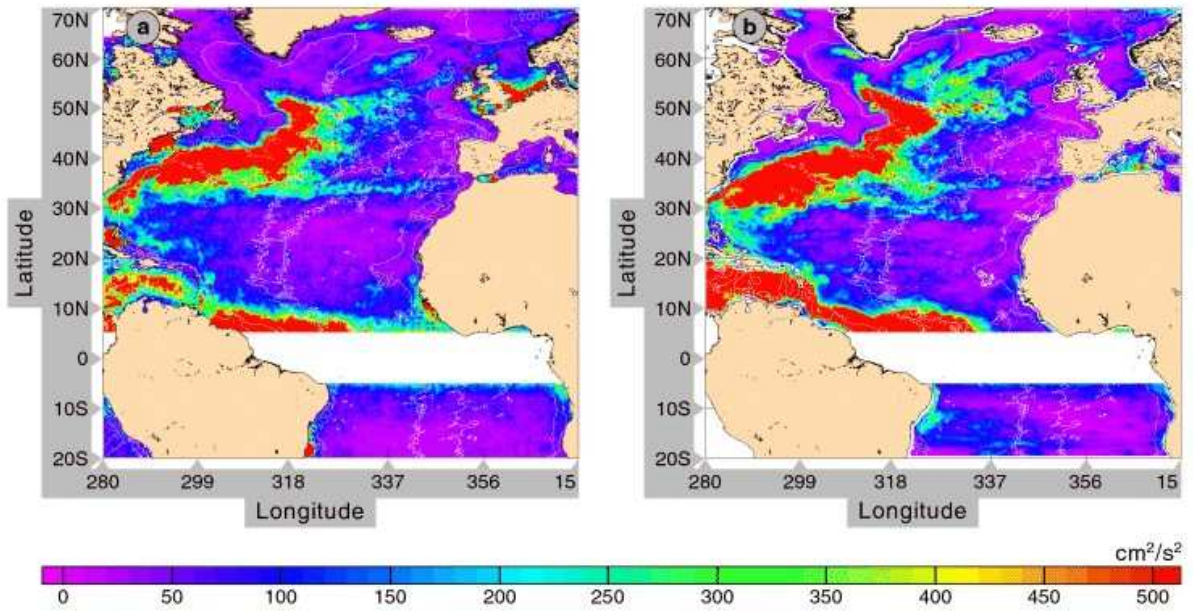 a
b
70N
60N
50N
40N
30N
20N
10N
0
10S
20S
Latitude
280 299 318 337 356 15
Longitude
70N
60N
50N
40N
30N
20N
10N
0
10S
20S
Latitude
280 299 318 337 356 15
Longitude
cm²/s²
0 50 100 150 200 250 300 350 400 450 500